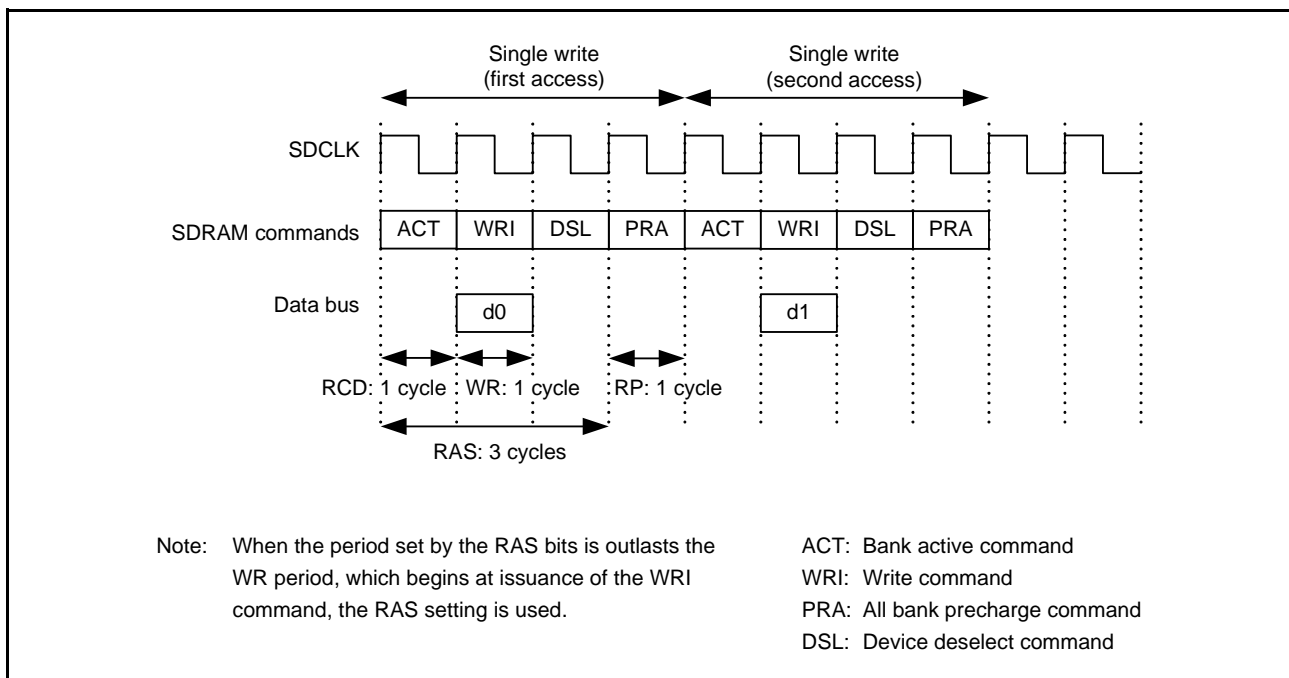 Single write
(first access)
Single write
(second access)
SDCLK
SDRAM commands
ACT WRI DSL PRA ACT WRI DSL PRA
Data bus
d0 d1
RCD: 1 cycle WR: 1 cycle RP: 1 cycle
RAS: 3 cycles
Note: When the period set by the RAS bits is outlasts the
WR period, which begins at issuance of the WRI
command, the RAS setting is used.
ACT: Bank active command
WRI: Write command
PRA: All bank precharge command
DSL: Device deselect command